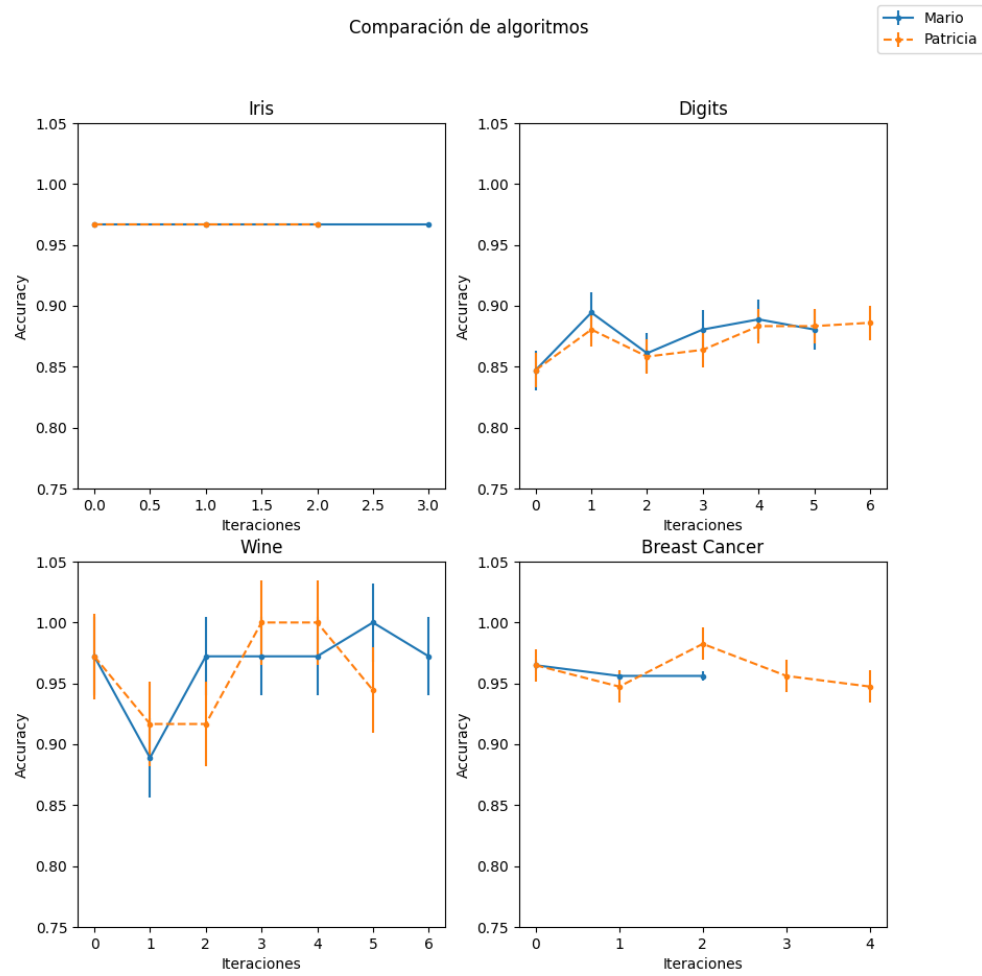 Comparación de algoritmos
Mario
Patricia
Iris
1.05
1.00
0.95
0.90
0.85
0.80
0.75
Accuracy
0.0 0.5 1.0 1.5 2.0 2.5 3.0
Iteraciones
Digits
1.05
1.00
0.95
0.90
0.85
0.80
0.75
Accuracy
0 1 2 3 4 5 6
Iteraciones
Wine
1.05
1.00
0.95
0.90
0.85
0.80
0.75
Accuracy
0 1 2 3 4 5 6
Iteraciones
Breast Cancer
1.05
1.00
0.95
0.90
0.85
0.80
0.75
Accuracy
0 1 2 3 4
Iteraciones